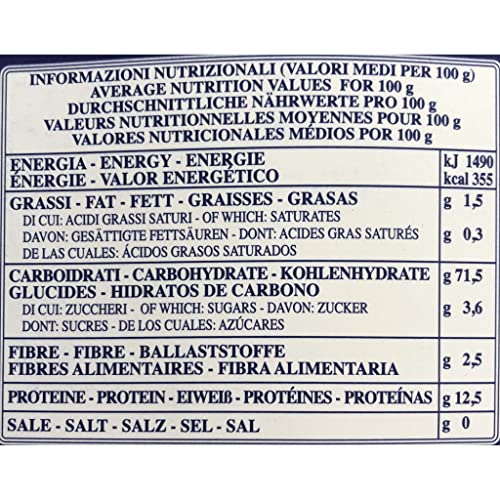 INFORMAZIONI NUTRIZIONALI (VALORI MEDI PER 100 g)
AVERAGE NUTRITION VALUES FOR 100 g
DURCHSCHNITTLICHE NÄHRWERTE PRO 100 g
VALEURS NUTRITIONNELLES MOYENNES POUR 100 g
VALORES NUTRICIONALES MÉDIOS POR 100 g
ENERGIA - ENERGY - ENERGIE kJ 1490
ÉNERGIE - VALOR ENERGÉTICO kcal 355
GRASSI - FAT - FETT - GRAISSES - GRASAS g 1,5
DI CUI: ACIDI GRASSI SATURI - OF WHICH: SATURATES
DAVON: GESÄTTIGTE FETTSÄUREN - DONT: ACIDES GRAS SATURÉS g 0,3
DE LAS CUALES: ÁCIDOS GRASOS SATURADOS
CARBOIDRATI - CARBOHYDRATE - KOHLENHYDRATE g 71,5
GLUCIDES - HIDRATOS DE CARBONO
DI CUI: ZUCCHERI - OF WHICH: SUGARS - DAVON: ZUCKER g 3,6
DONT: SUCRES - DE LOS CUALES: AZÚCARES
FIBRE - FIBRE - BALLASTSTOFFE g 2,5
FIBRES ALIMENTAIRES - FIBRA ALIMENTARIA
PROTEINE - PROTEIN - EIWEIß - PROTÉINES - PROTEÍNAS g 12,5
SALE - SALT - SALZ - SEL - SAL g 0